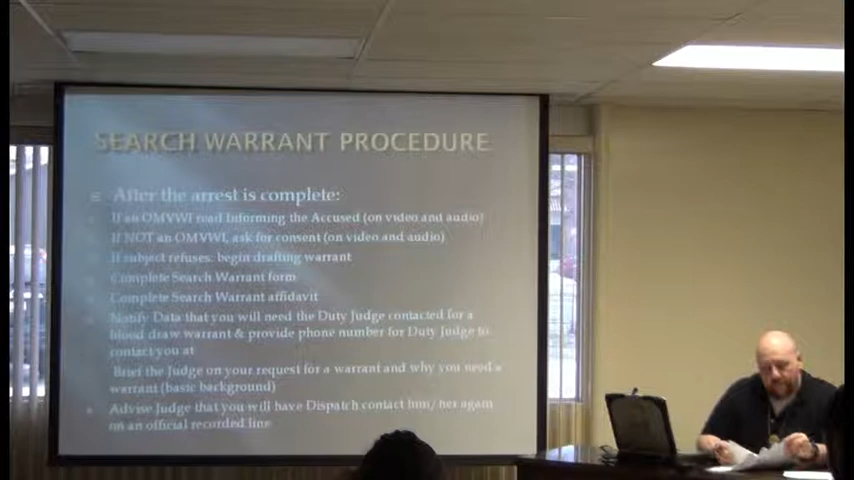 SEARCH WARRANT PROCEDURE
After the arrest is complete:
If an OMVWI read Informing the Accused (on video and audio)
If NOT an OMVWI, ask for consent (on video and audio)
If subject refuses: begin drafting warrant
Complete Search Warrant form
Complete Search Warrant affidavit
Notify Data that you will need the Duty Judge contacted for a
blood draw warrant & provide phone number for Duty Judge to
contact you at
Brief the Judge on your request for a warrant and why you need a
warrant (basic background)
Advise Judge that you will have Dispatch contact him/her again
on an official recorded line